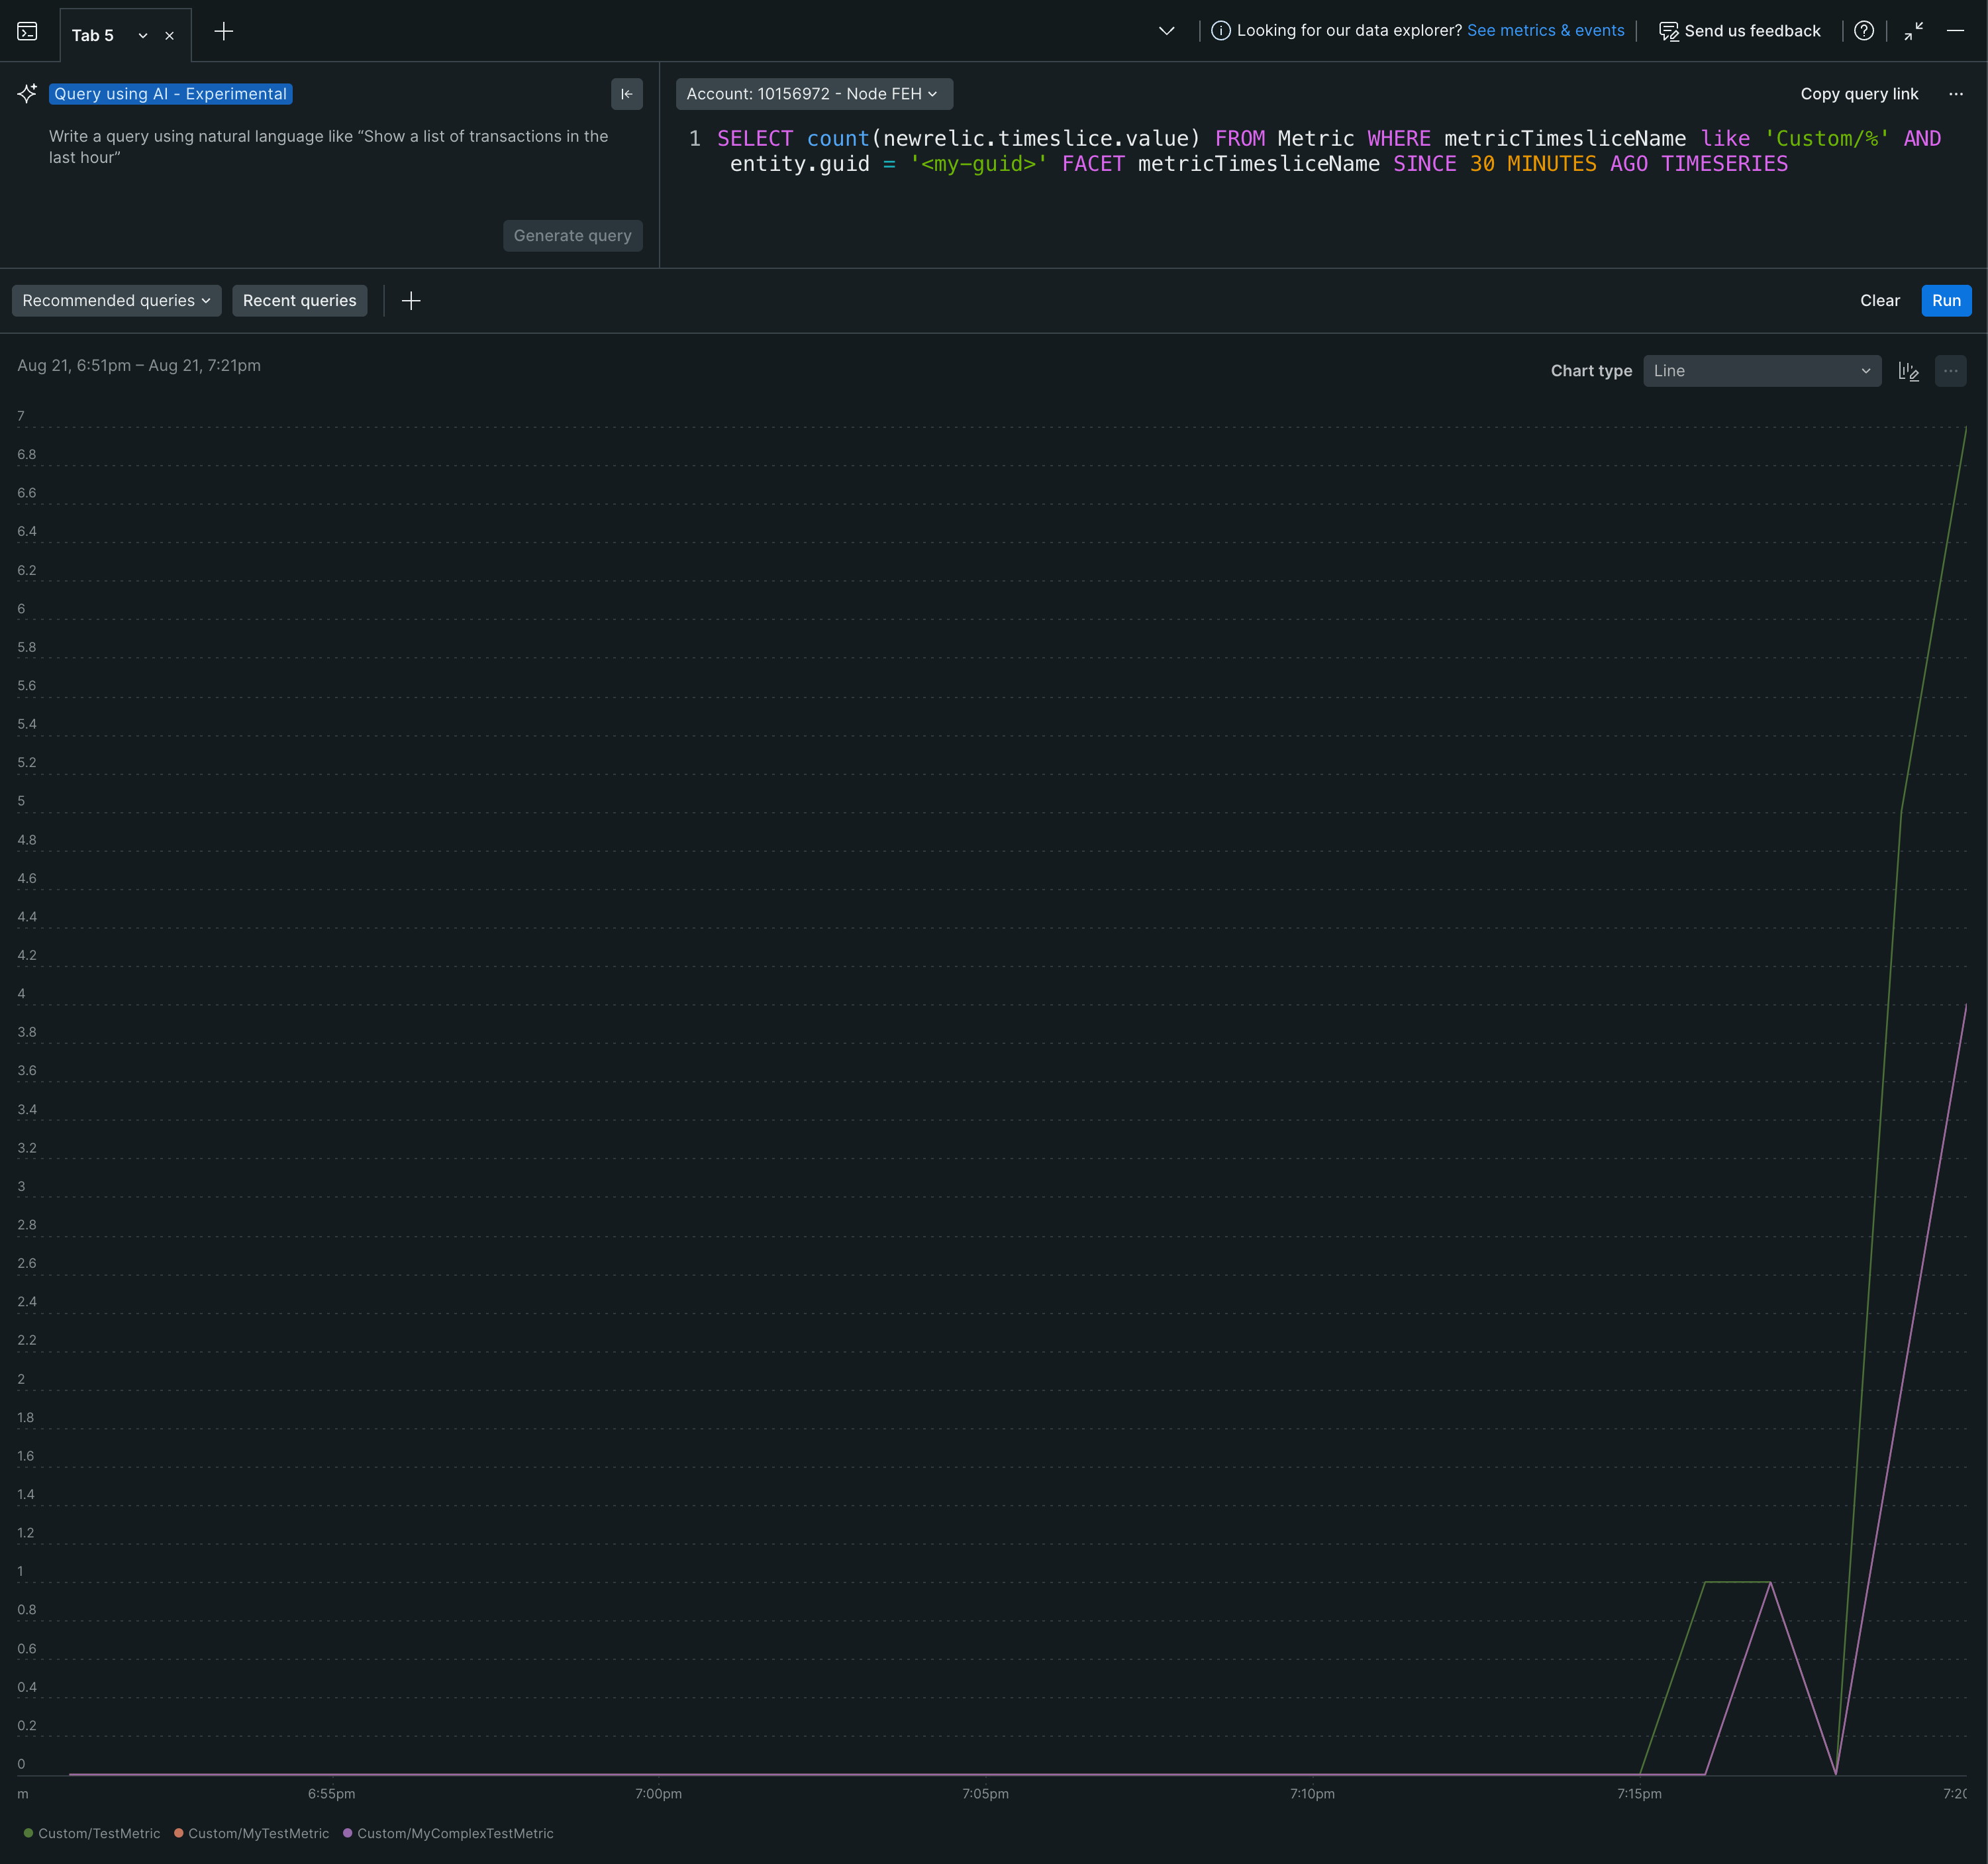 Tab 5
Looking for our data explorer? See metrics & events
Send us feedback
Query using AI - Experimental
Write a query using natural language like “Show a list of transactions in the
last hour”
Generate query
Account: 10156972 - Node FEH
Copy query link
1 SELECT count(newrelic.timeslice.value) FROM Metric WHERE metricTimesliceName like 'Custom/%' AND
entity.guid = '<my-guid>' FACET metricTimesliceName SINCE 30 MINUTES AGO TIMESERIES
Recommended queries
Recent queries
Clear
Run
Aug 21, 6:51pm – Aug 21, 7:21pm
Chart type
Line
7
6.8
6.6
6.4
6.2
6
5.8
5.6
5.4
5.2
5
4.8
4.6
4.4
4.2
4
3.8
3.6
3.4
3.2
3
2.8
2.6
2.4
2.2
2
1.8
1.6
1.4
1.2
1
0.8
0.6
0.4
0.2
0
m 6:55pm 7:00pm 7:05pm 7:10pm 7:15pm 7:20
Custom/TestMetric Custom/MyTestMetric Custom/MyComplexTestMetric